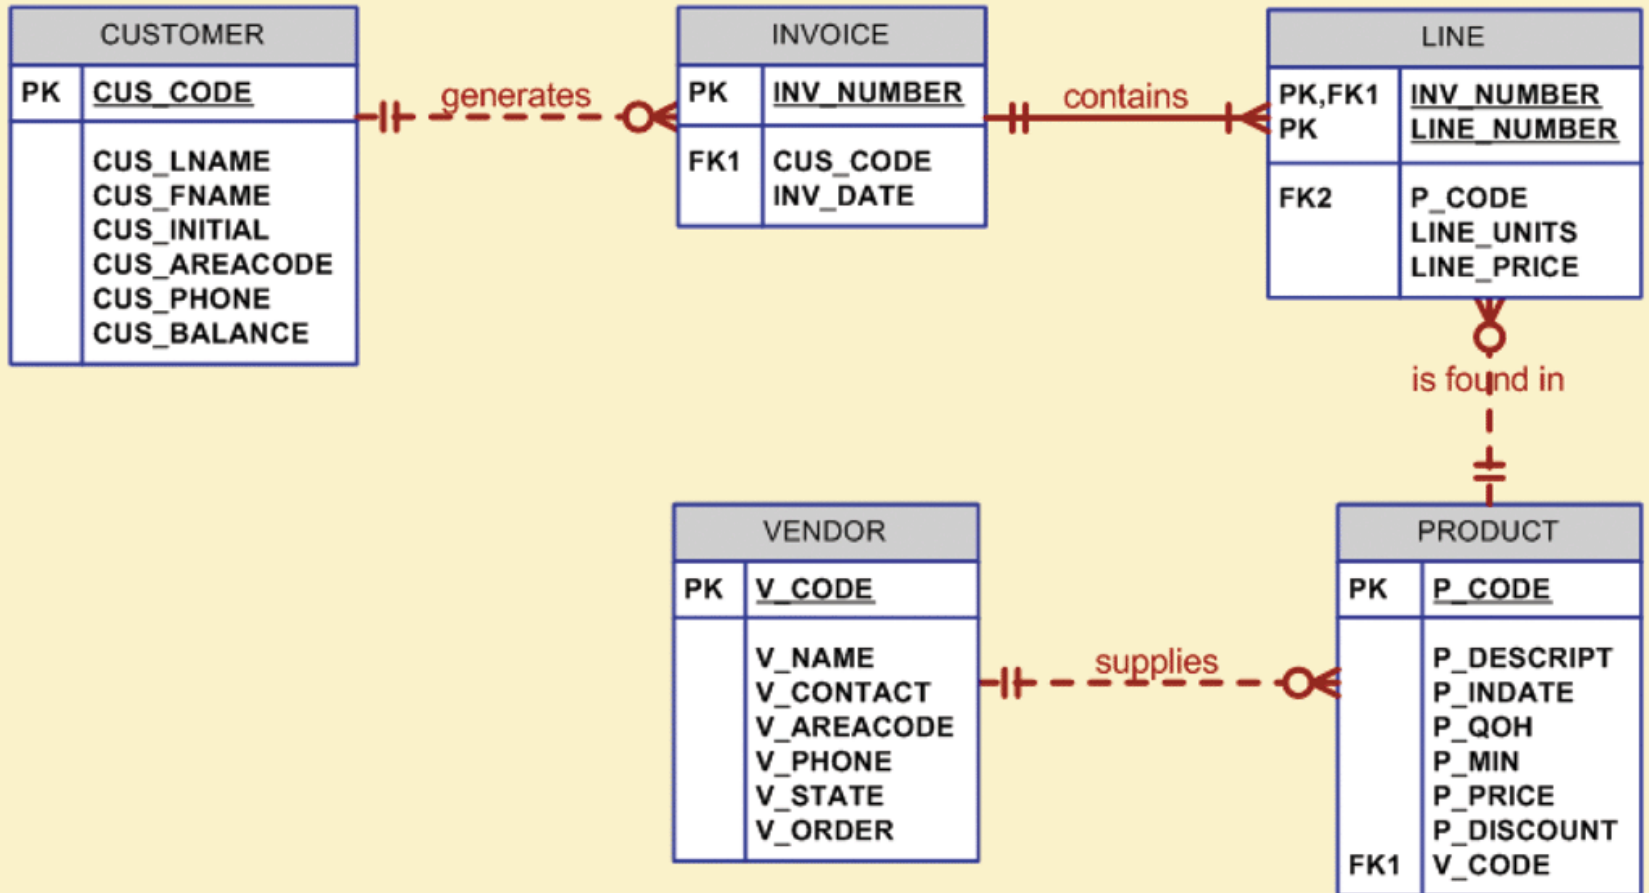 CUSTOMER
PK CUS_CODE
CUS_LNAME
CUS_FNAME
CUS_INITIAL
CUS_AREACODE
CUS_PHONE
CUS_BALANCE
generates
INVOICE
PK INV_NUMBER
FK1 CUS_CODE
INV_DATE
contains
LINE
PK,FK1 INV_NUMBER
PK LINE_NUMBER
FK2 P_CODE
LINE_UNITS
LINE_PRICE
is found in
VENDOR
PK V_CODE
V_NAME
V_CONTACT
V_AREACODE
V_PHONE
V_STATE
V_ORDER
supplies
PRODUCT
PK P_CODE
P_DESCRIPT
P_INDATE
P_QOH
P_MIN
P_PRICE
P_DISCOUNT
FK1 V_CODE